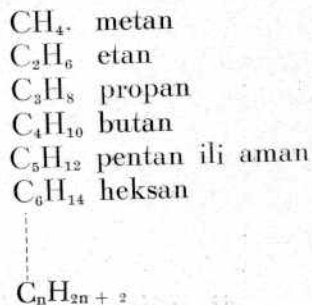 CH₄. metan
C₂H₆ etan
C₃H₈ propan
C₄H₁₀ butan
C₅H₁₂ pentan ili aman
C₆H₁₄ heksan
CₙH₂ₙ ₊ ₂